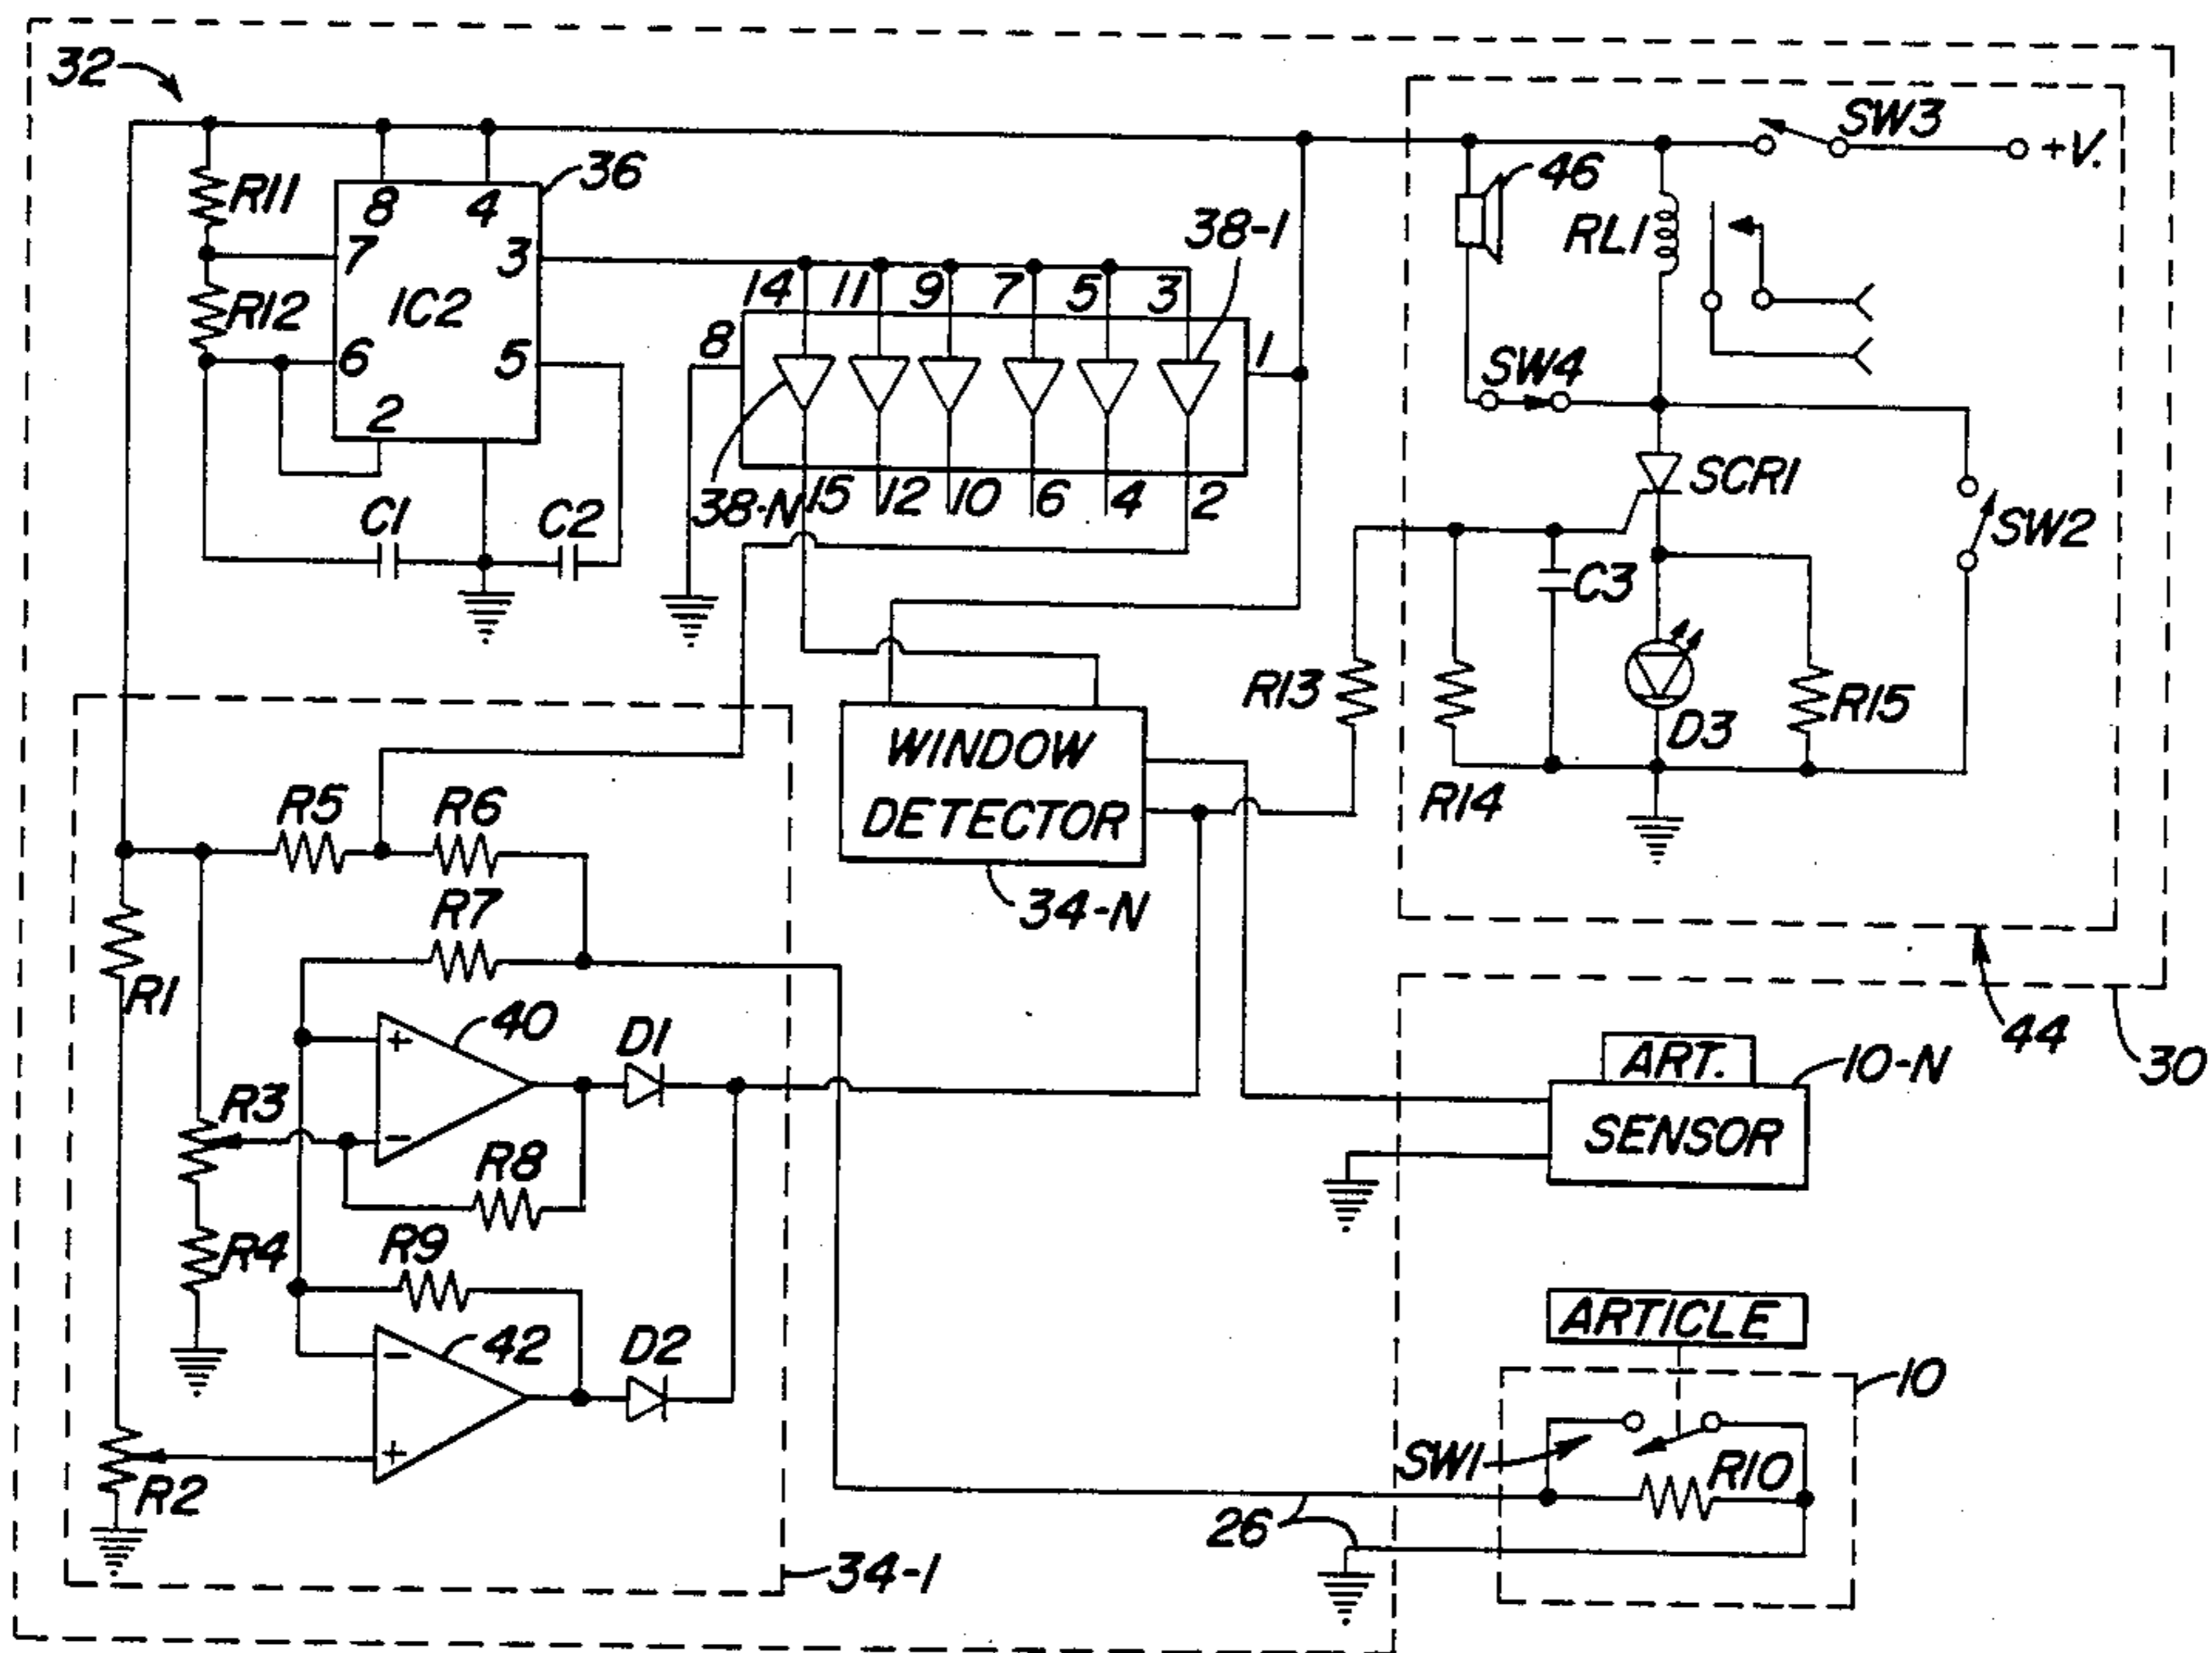 32
SW3
+V.
36
46
R11
8 4
38-1
RL1
7
3
14 11 9 7 5 3
R12
IC2
8
1
6
5
SW4
2
SCR1
38-N
15 12 10 6 4 2
C1
C2
SW2
C3
R13
D3
R15
WINDOW
DETECTOR
R14
R5
R6
34-N
R7
R1
44
40
D1
+
30
ART.
10-N
R3
SENSOR
−
R8
R9
R4
ARTICLE
42
D2
−
10
+
SW1
R10
R2
26
34-1